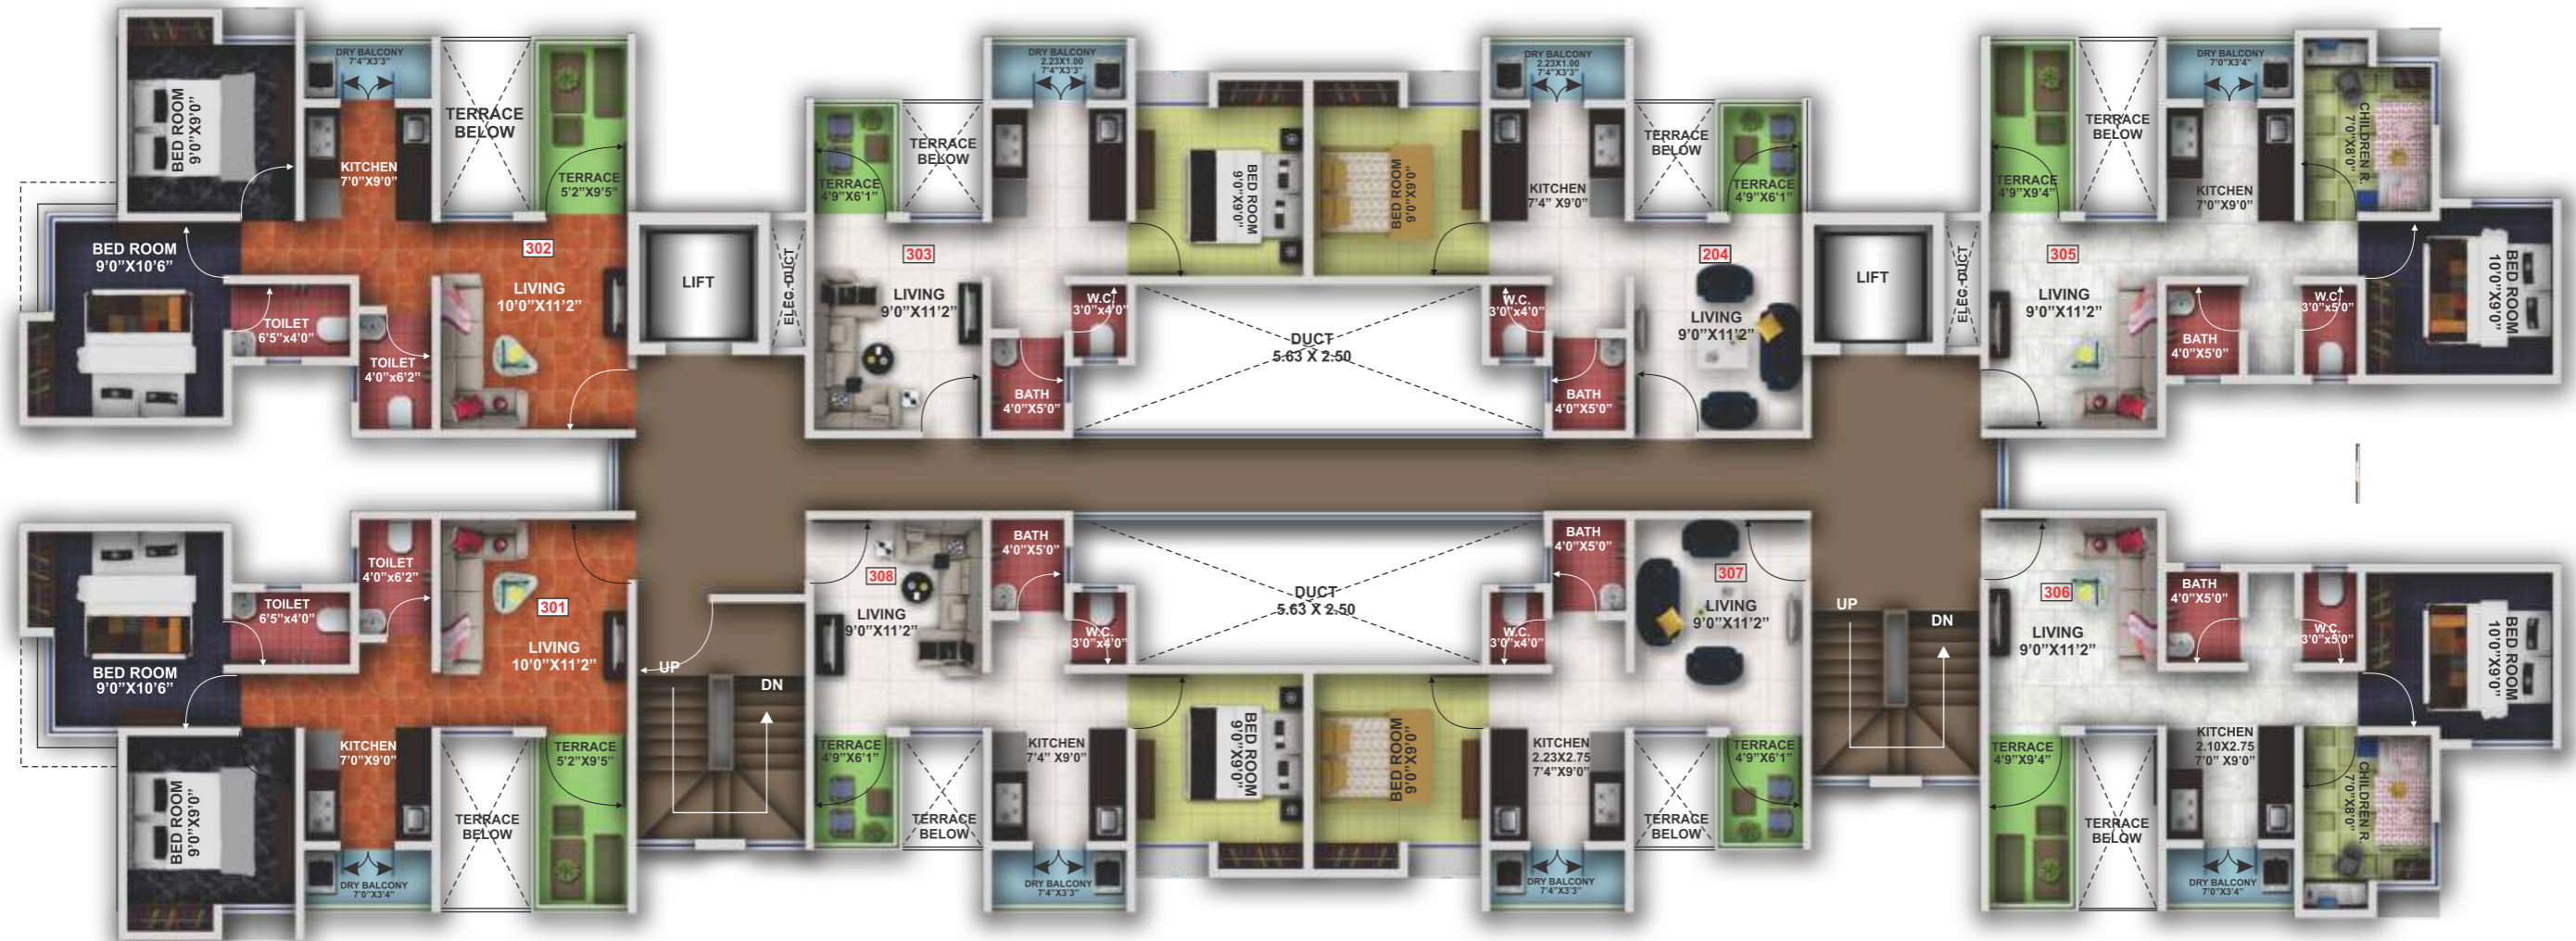 BED ROOM
9'0"X9'0"
DRY BALCONY
7'4"X3'3"
KITCHEN
7'0"X9'0"
TERRACE
BELOW
TERRACE
5'2"X9'5"
BED ROOM
9'0"X10'6"
302
LIVING
10'0"X11'2"
TOILET
6'5"x4'0"
TOILET
4'0"x6'2"
LIFT
ELEC. DUCT
TERRACE
4'9"X6'1"
TERRACE
BELOW
DRY BALCONY
2.23X1.00
7'4"X3'3"
303
LIVING
9'0"X11'2"
BED ROOM
9'0"X9'0"
W.C.
3'0"x4'0"
BATH
4'0"X5'0"
DUCT
5.63 X 2.50
BED ROOM
9'0"X9'0"
DRY BALCONY
2.23X1.00
7'4"X3'3"
KITCHEN
7'4" X9'0"
TERRACE
BELOW
TERRACE
4'9"X6'1"
204
LIVING
9'0"X11'2"
W.C.
3'0"x4'0"
BATH
4'0"X5'0"
LIFT
ELEC. DUCT
TERRACE
4'9"X9'4"
TERRACE
BELOW
DRY BALCONY
7'0"X3'4"
KITCHEN
7'0"X9'0"
CHILDREN R.
7'0"X8'0"
305
LIVING
9'0"X11'2"
BATH
4'0"X5'0"
W.C.
3'0"x5'0"
BED ROOM
10'0"X9'0"
TOILET
4'0"x6'2"
TOILET
6'5"x4'0"
301
LIVING
10'0"X11'2"
BED ROOM
9'0"X10'6"
BED ROOM
9'0"X9'0"
KITCHEN
7'0"X9'0"
DRY BALCONY
7'0"X3'4"
TERRACE
BELOW
TERRACE
5'2"X9'5"
UP
DN
308
LIVING
9'0"X11'2"
BATH
4'0"X5'0"
W.C.
3'0"x4'0"
TERRACE
4'9"X6'1"
TERRACE
BELOW
KITCHEN
7'4" X9'0"
DRY BALCONY
7'4"X3'3"
BED ROOM
9'0"X9'0"
DUCT
5.63 X 2.50
BED ROOM
9'0"X9'0"
BATH
4'0"X5'0"
W.C.
3'0"x4'0"
307
LIVING
9'0"X11'2"
KITCHEN
2.23X2.75
7'4"X9'0"
DRY BALCONY
7'4"X3'3"
TERRACE
BELOW
TERRACE
4'9"X6'1"
UP
DN
306
LIVING
9'0"X11'2"
BATH
4'0"X5'0"
W.C.
3'0"x5'0"
BED ROOM
10'0"X9'0"
TERRACE
4'9"X9'4"
TERRACE
BELOW
KITCHEN
2.10X2.75
7'0" X9'0"
DRY BALCONY
7'0"X3'4"
CHILDREN R.
7'0"X8'0"